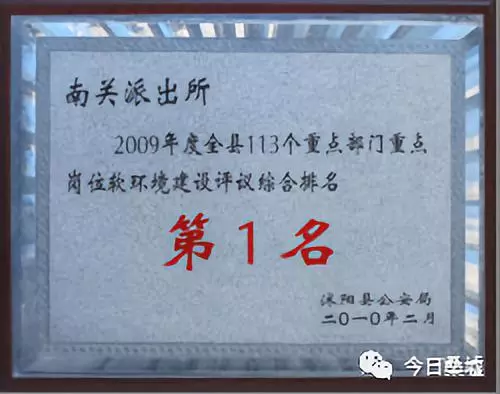 南关派出所
2009年度全县113个重点部门重点
岗位软环境建设评议综合排名
第1名
沭阳县公安局
二〇一〇年二月
今日桑墟